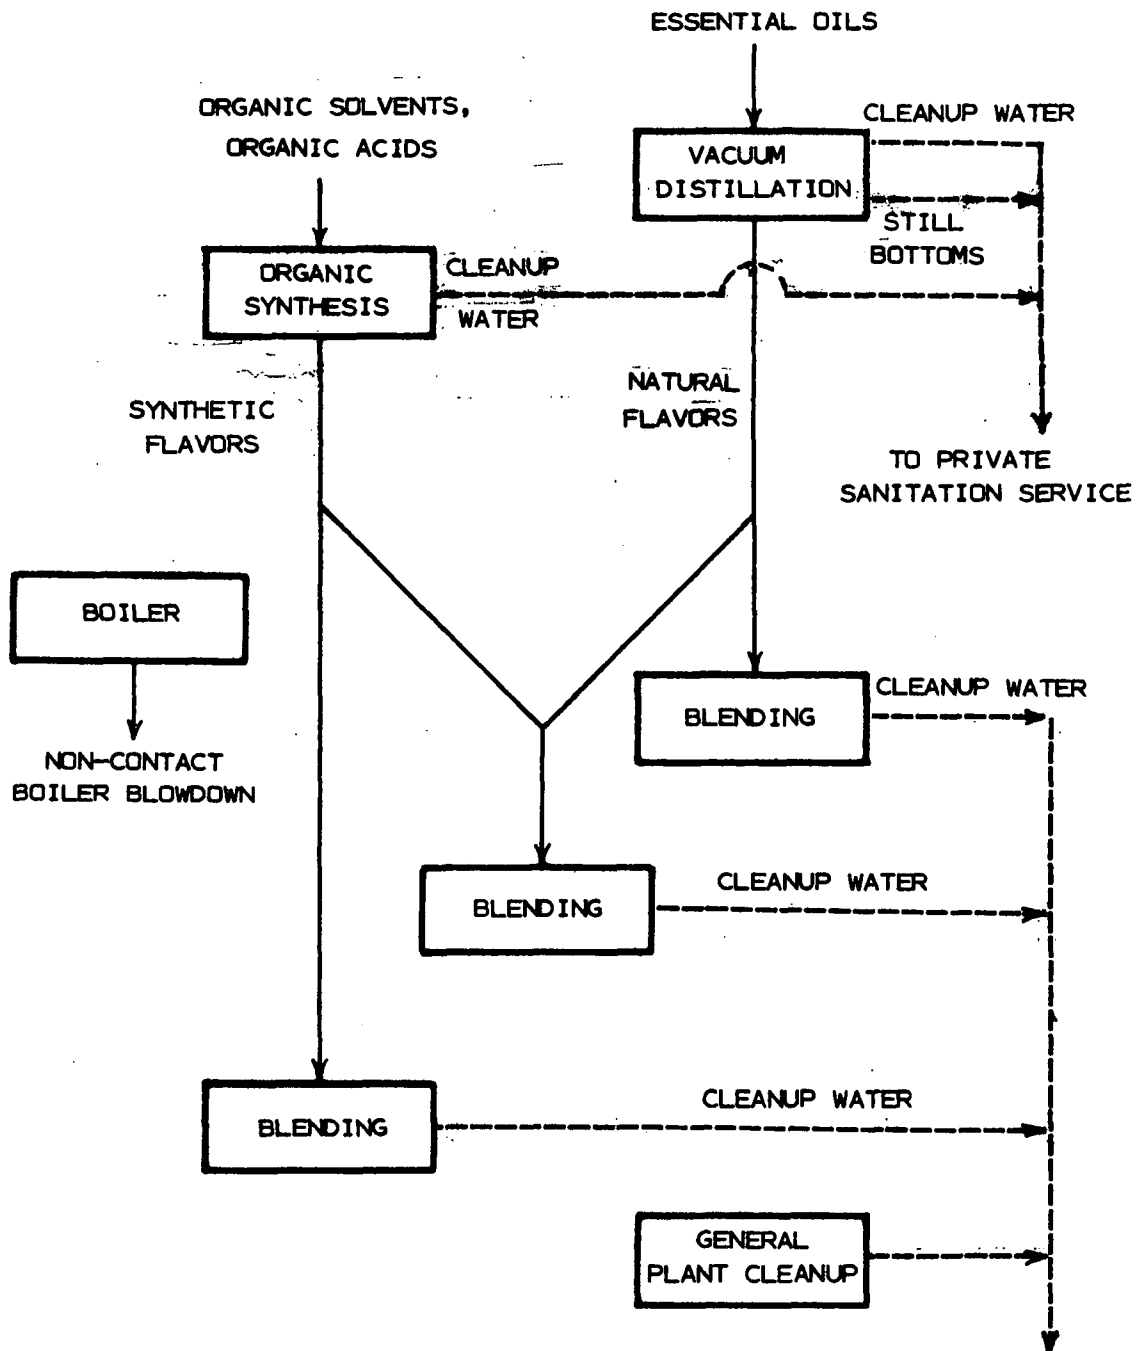 ESSENTIAL OILS
ORGANIC SOLVENTS,
ORGANIC ACIDS
CLEANUP WATER
VACUUM
DISTILLATION
STILL
BOTTOMS
ORGANIC
SYNTHESIS
CLEANUP
WATER
NATURAL
FLAVORS
SYNTHETIC
FLAVORS
TO PRIVATE
SANITATION SERVICE
BOILER
NON-CONTACT
BOILER BLOWDOWN
BLENDING
CLEANUP WATER
BLENDING
CLEANUP WATER
BLENDING
CLEANUP WATER
GENERAL
PLANT CLEANUP